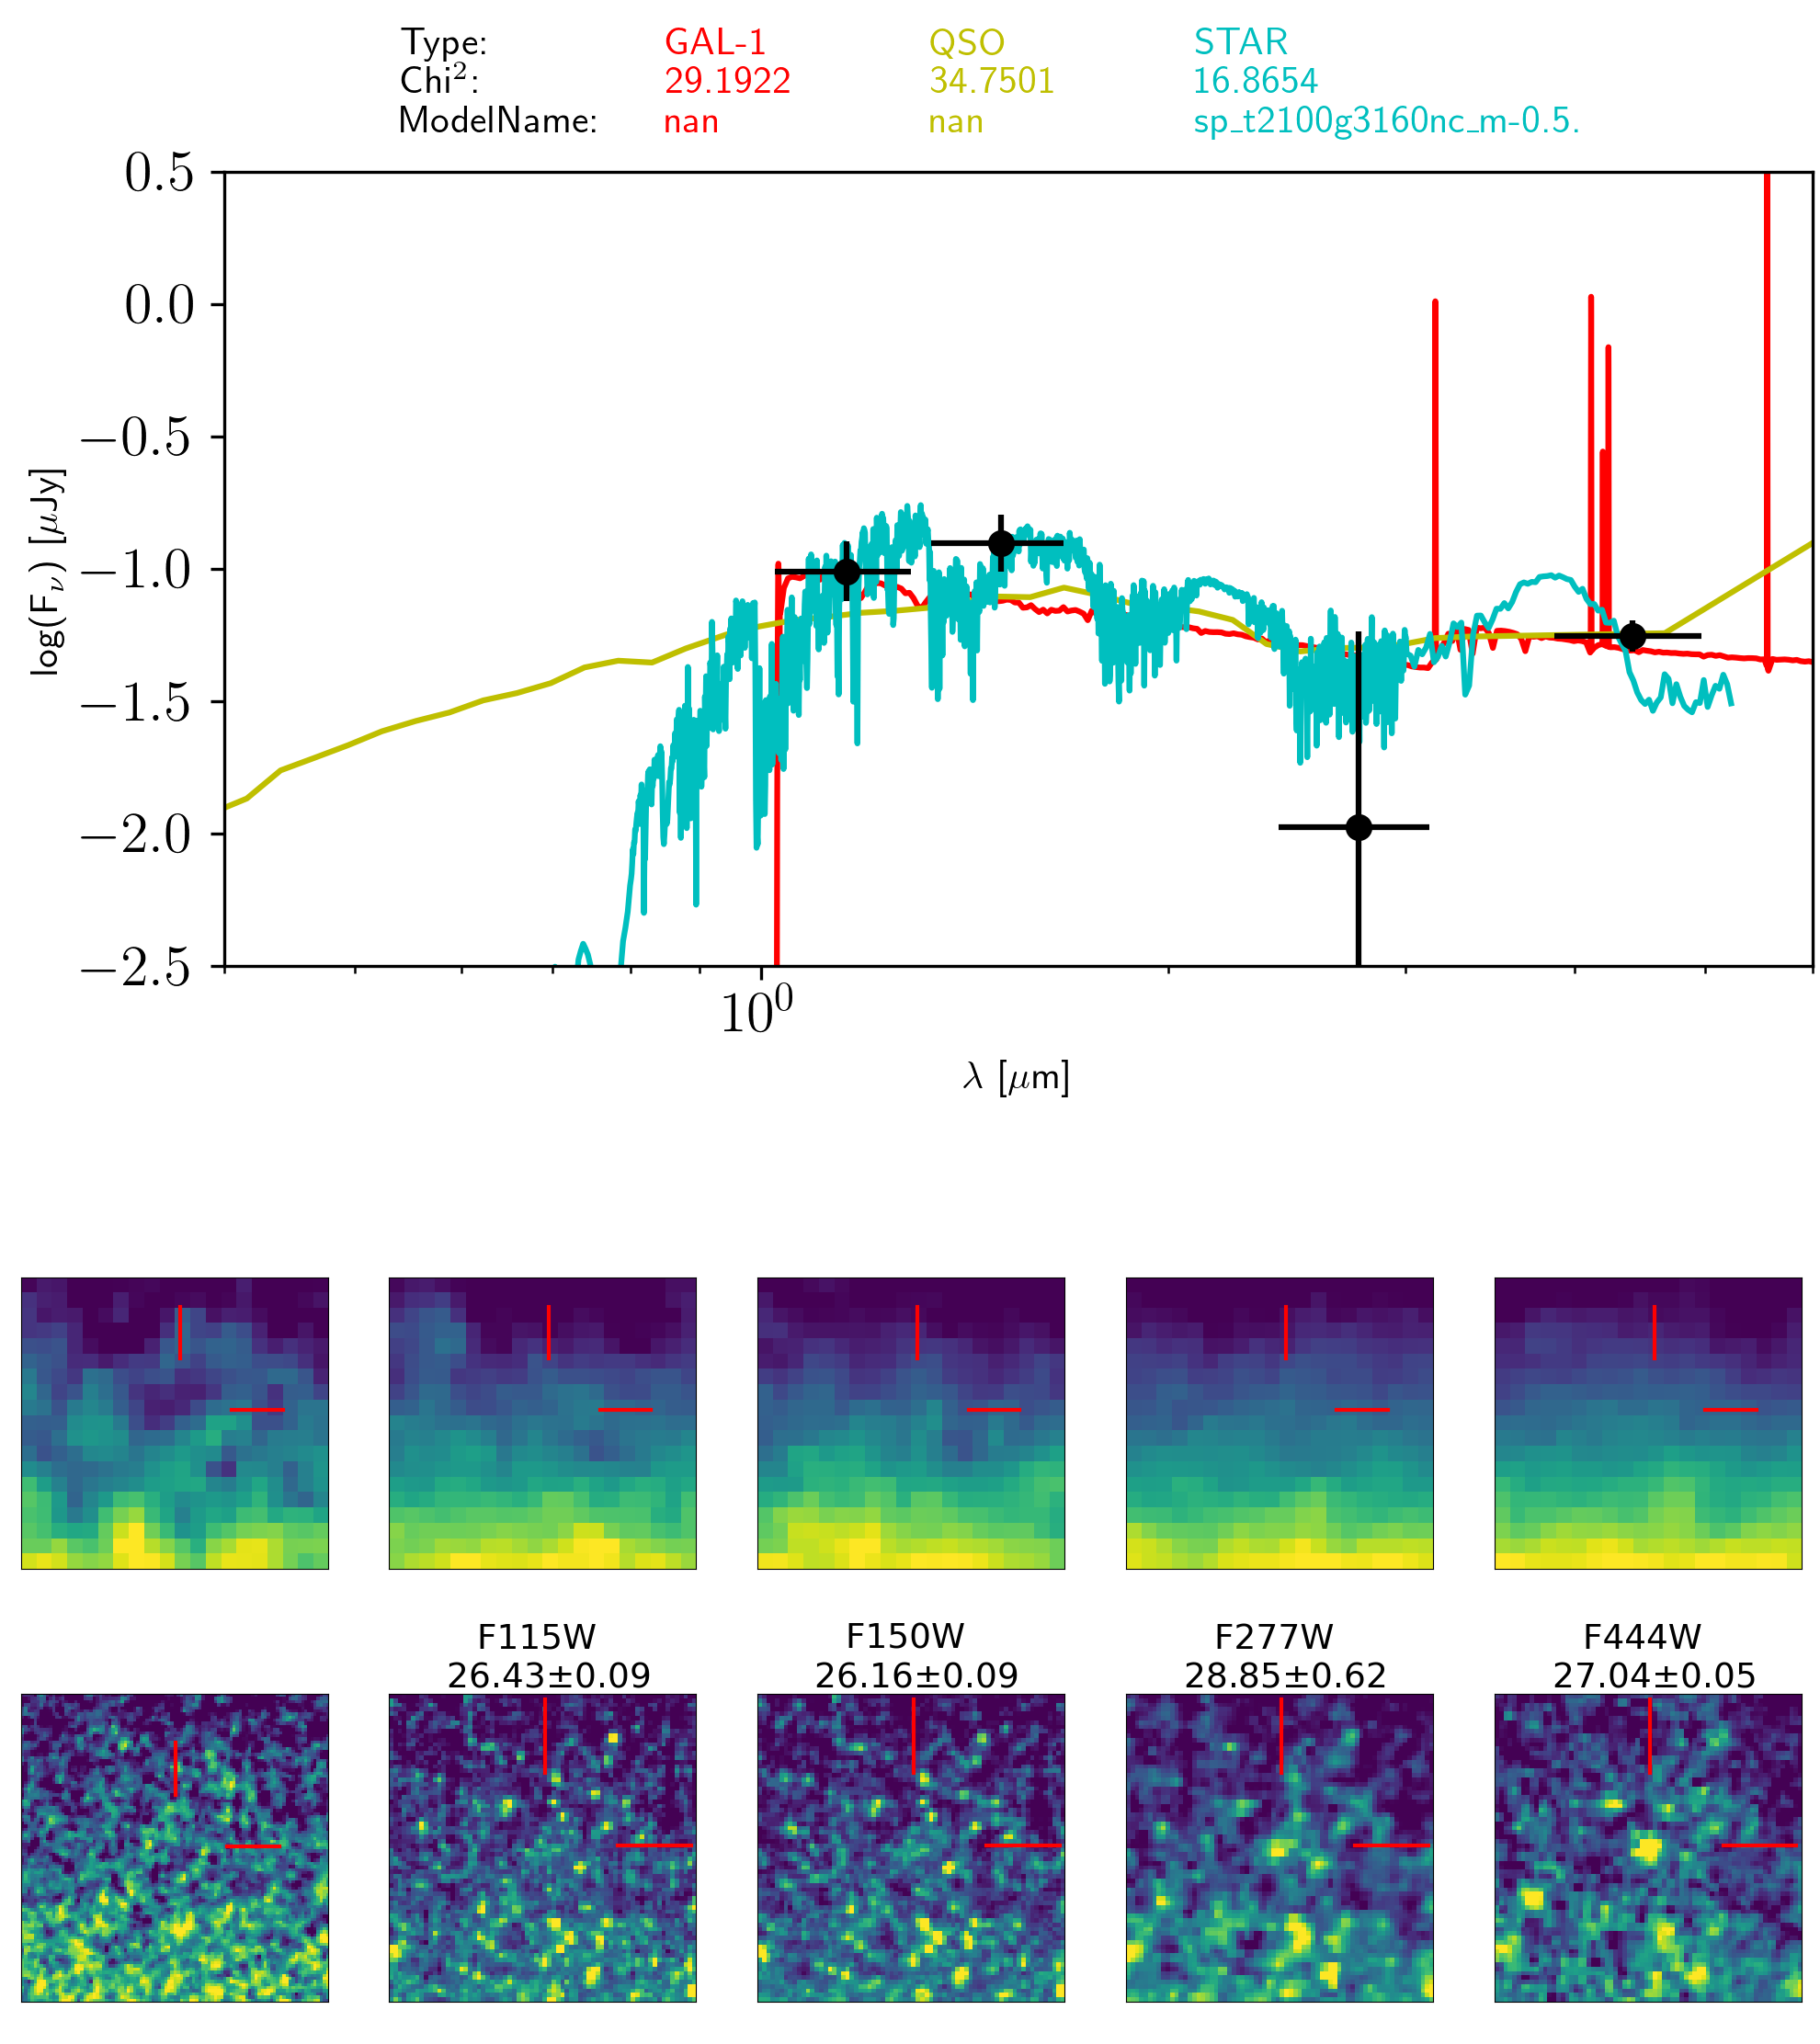 Type: GAL-1 QSO STAR
Chi²: 29.1922 34.7501 16.8654
ModelName: nan nan sp_t2100g3160nc_m-0.5.
0.5
0.0
−0.5
−1.0
−1.5
−2.0
−2.5
log(Fν) [μJy]
10⁰
λ [μm]
F115W F150W F277W F444W
26.43±0.09 26.16±0.09 28.85±0.62 27.04±0.05